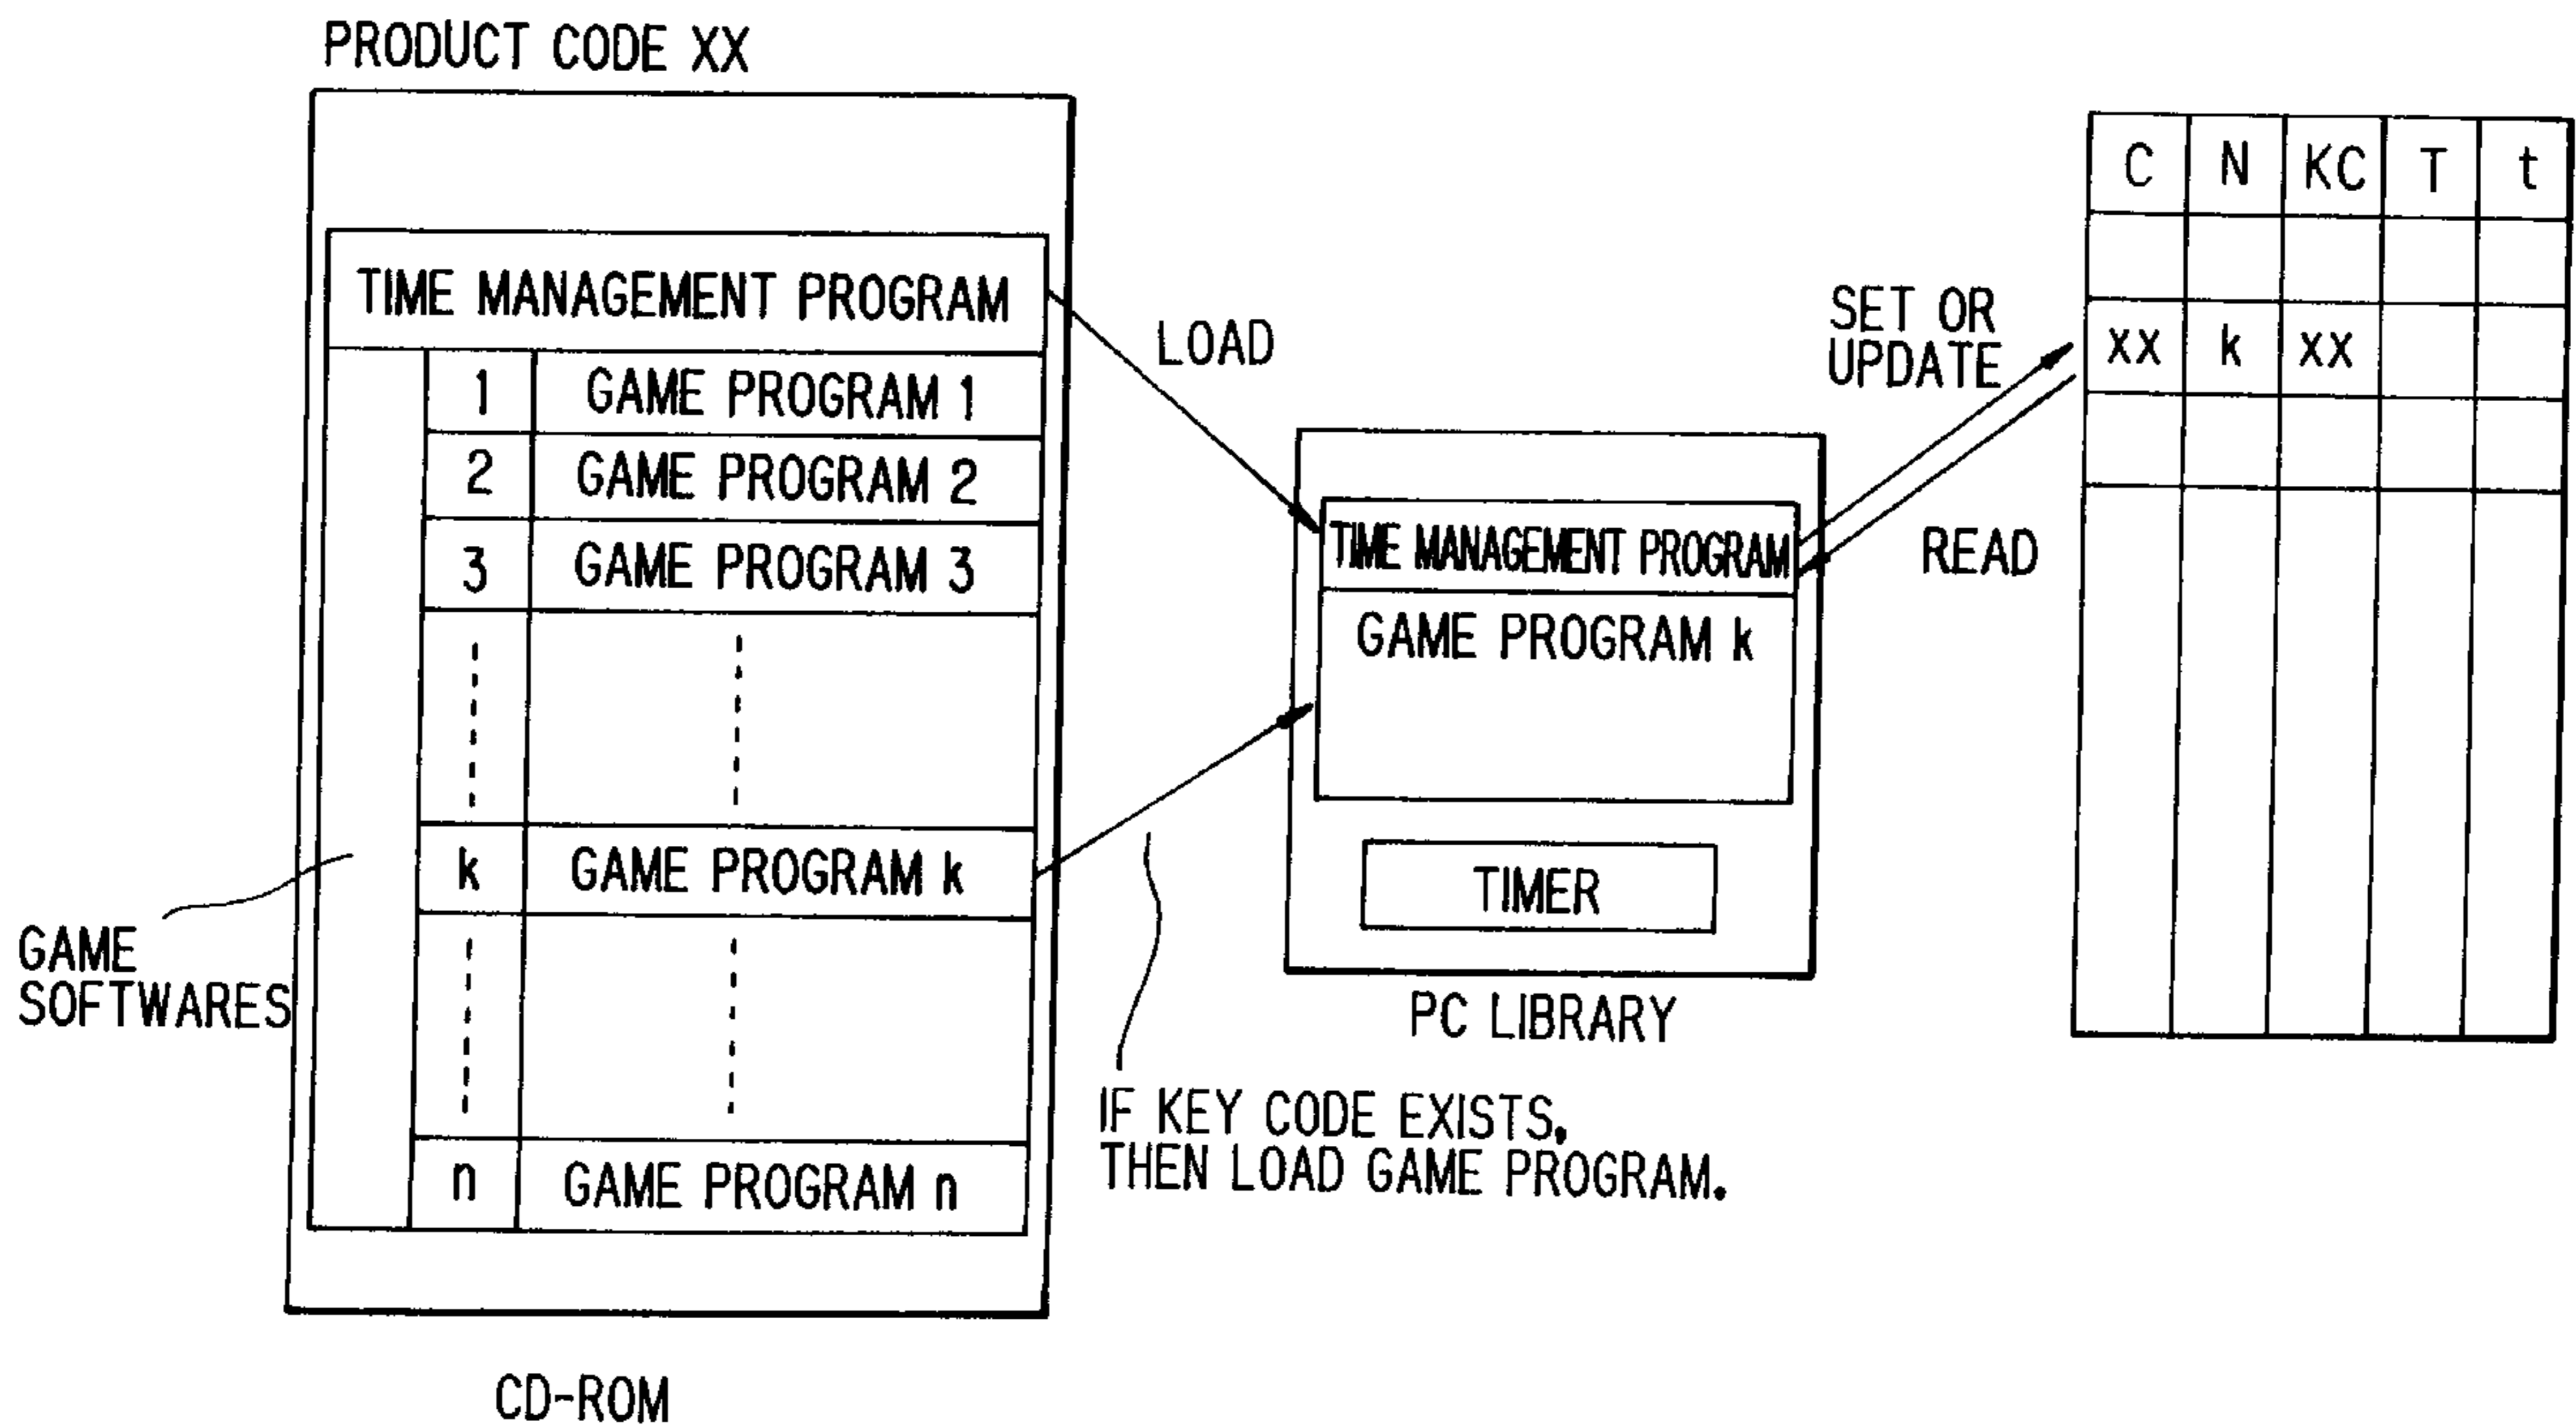 PRODUCT CODE XX
TIME MANAGEMENT PROGRAM
1 GAME PROGRAM 1
2 GAME PROGRAM 2
3 GAME PROGRAM 3
k GAME PROGRAM k
n GAME PROGRAM n
GAME
SOFTWARES
CD-ROM
LOAD
TIME MANAGEMENT PROGRAM
GAME PROGRAM k
TIMER
PC LIBRARY
IF KEY CODE EXISTS,
THEN LOAD GAME PROGRAM.
SET OR
UPDATE
READ
C N KC T t
XX k XX